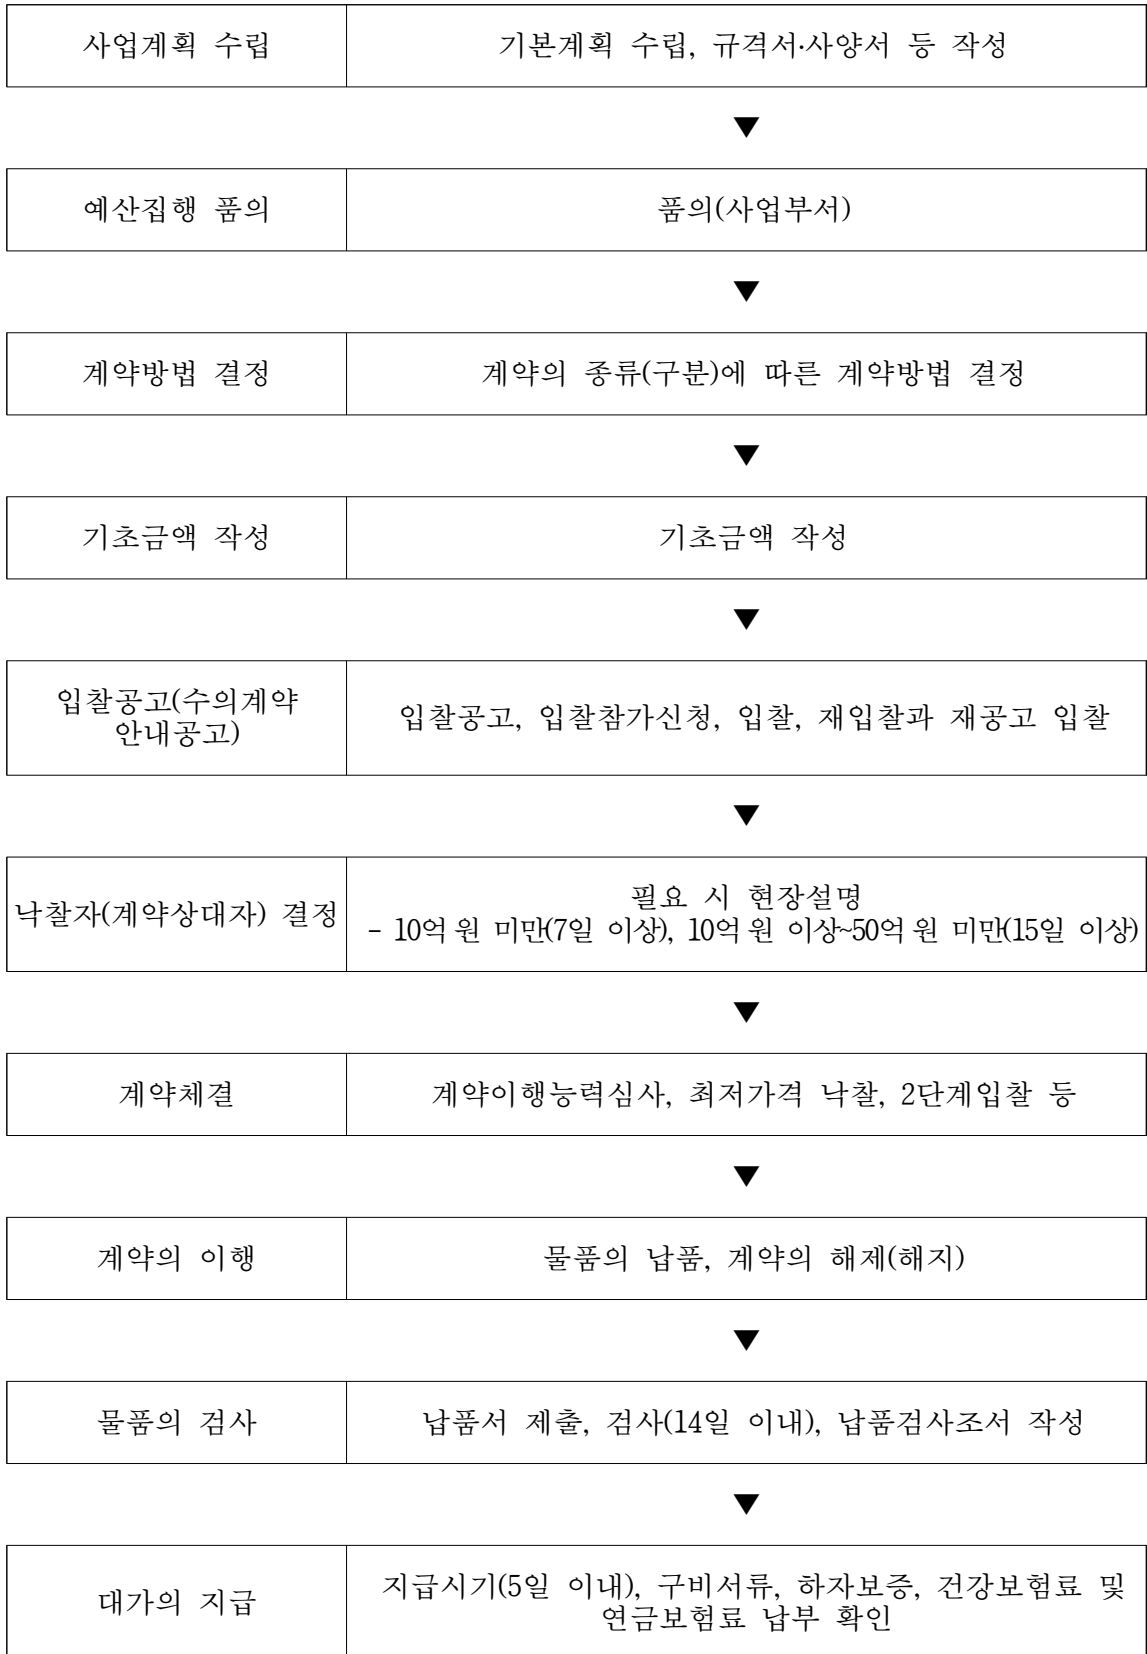 사업계획 수립
기본계획 수립, 규격서·사양서 등 작성
▼
예산집행 품의
품의(사업부서)
▼
계약방법 결정
계약의 종류(구분)에 따른 계약방법 결정
▼
기초금액 작성
기초금액 작성
▼
입찰공고(수의계약
안내공고)
입찰공고, 입찰참가신청, 입찰, 재입찰과 재공고 입찰
▼
낙찰자(계약상대자) 결정
필요 시 현장설명
- 10억 원 미만(7일 이상), 10억 원 이상~50억 원 미만(15일 이상)
▼
계약체결
계약이행능력심사, 최저가격 낙찰, 2단계입찰 등
▼
계약의 이행
물품의 납품, 계약의 해제(해지)
▼
물품의 검사
납품서 제출, 검사(14일 이내), 납품검사조서 작성
▼
대가의 지급
지급시기(5일 이내), 구비서류, 하자보증, 건강보험료 및
연금보험료 납부 확인